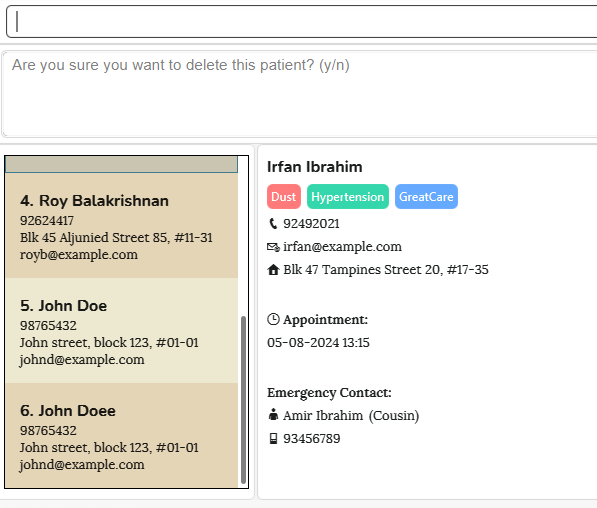 Are you sure you want to delete this patient? (y/n)
4. Roy Balakrishnan
92624417
Blk 45 Aljunied Street 85, #11-31
royb@example.com
5. John Doe
98765432
John street, block 123, #01-01
johnd@example.com
6. John Doee
98765432
John street, block 123, #01-01
johnd@example.com
Irfan Ibrahim
Dust Hypertension GreatCare
92492021
irfan@example.com
Blk 47 Tampines Street 20, #17-35
Appointment:
05-08-2024 13:15
Emergency Contact:
Amir Ibrahim (Cousin)
93456789